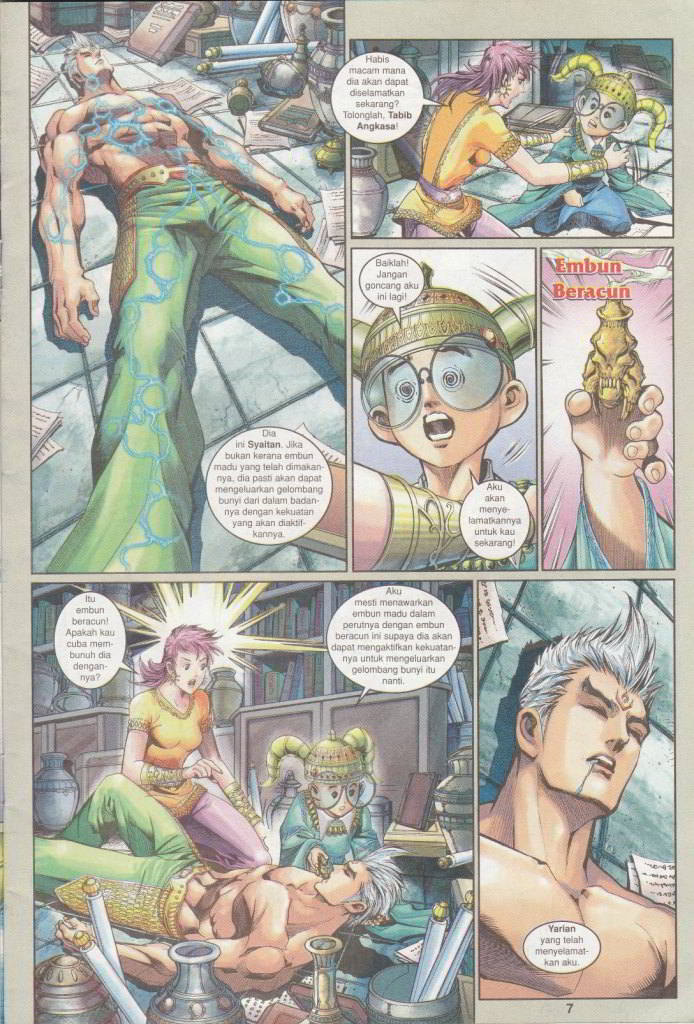 Habis
macam mana
dia akan dapat
diselamatkan
sekarang?
Tolonglah, Tabib
Angkasa!
Dia
ini Syaitan. Jika
bukan kerana embun
madu yang telah dimakan-
nya, dia pasti akan dapat
mengeluarkan gelombang
bunyi dari dalam badan-
nya dengan kekuatan
yang akan diaktif-
kannya.
Baiklah!
Jangan
goncang aku
ini lagi!
Aku
akan
menye-
lamatkannya
untuk kau
sekarang!
Embun
Beracun
Itu
embun
beracun!
Apakah kau
cuba mem-
bunuh dia
dengan-
nya?
Aku
mesti menawarkan
embun madu dalam
perutnya dengan embun
beracun ini supaya dia akan
dapat mengaktifkan kekuatan-
nya untuk mengeluarkan
gelombang bunyi itu
nanti.
Yarian
yang telah
menyelamat-
kan aku.
7